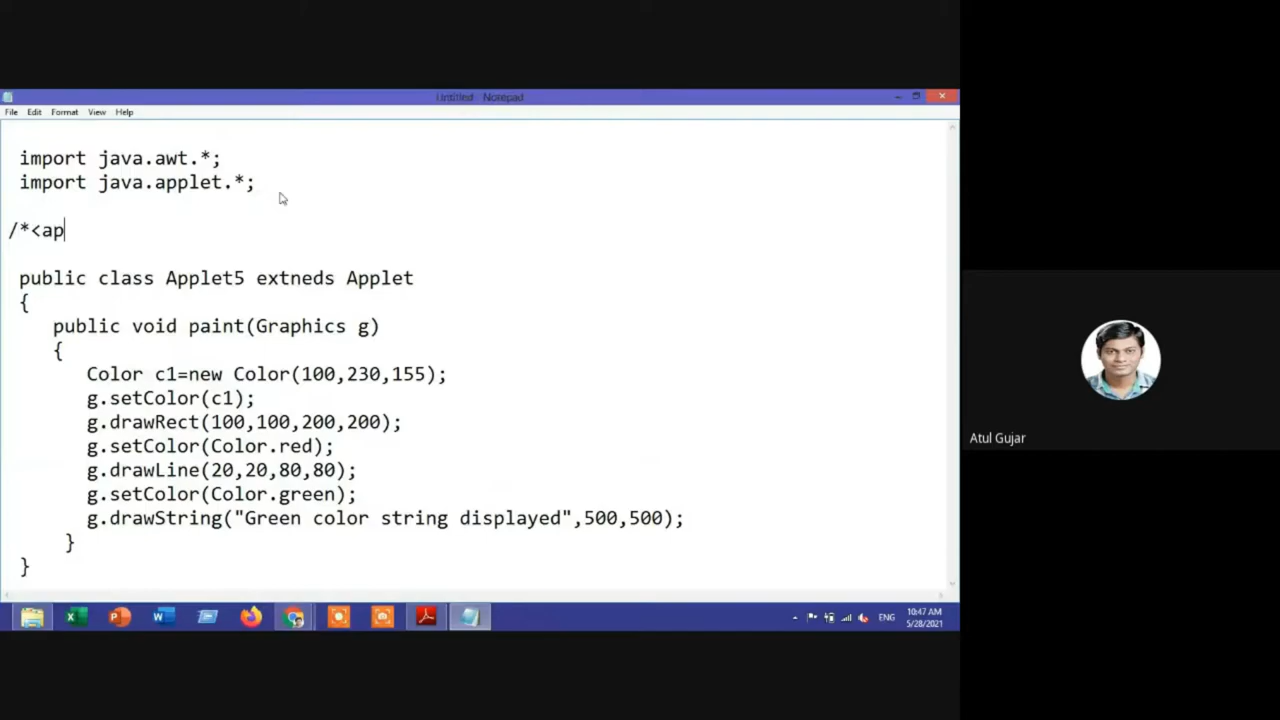 Untitled - Notepad
File Edit Format View Help
import java.awt.*;
import java.applet.*;
/*<ap
public class Applet5 extneds Applet
{
public void paint(Graphics g)
{
Color c1=new Color(100,230,155);
g.setColor(c1);
g.drawRect(100,100,200,200);
g.setColor(Color.red);
g.drawLine(20,20,80,80);
g.setColor(Color.green);
g.drawString("Green color string displayed",500,500);
}
}
Atul Gujar
ENG
10:47 AM
5/28/2021